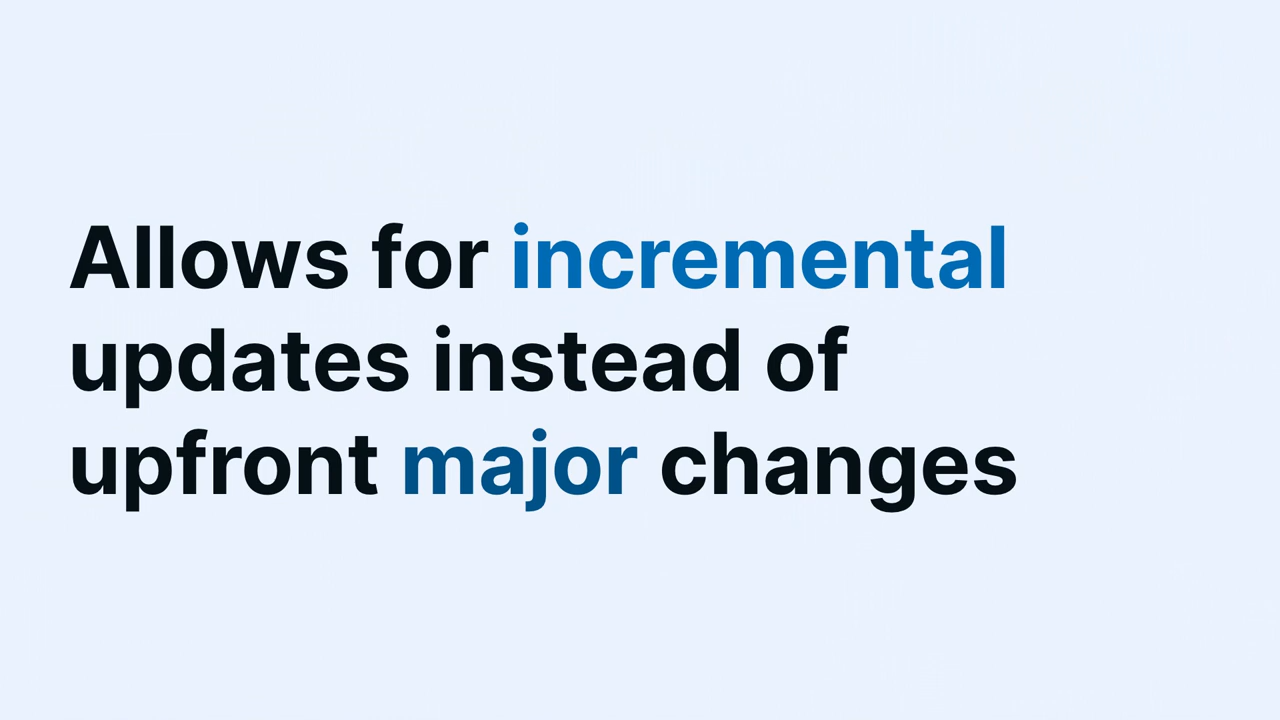 Allows for incremental
updates instead of
upfront major changes